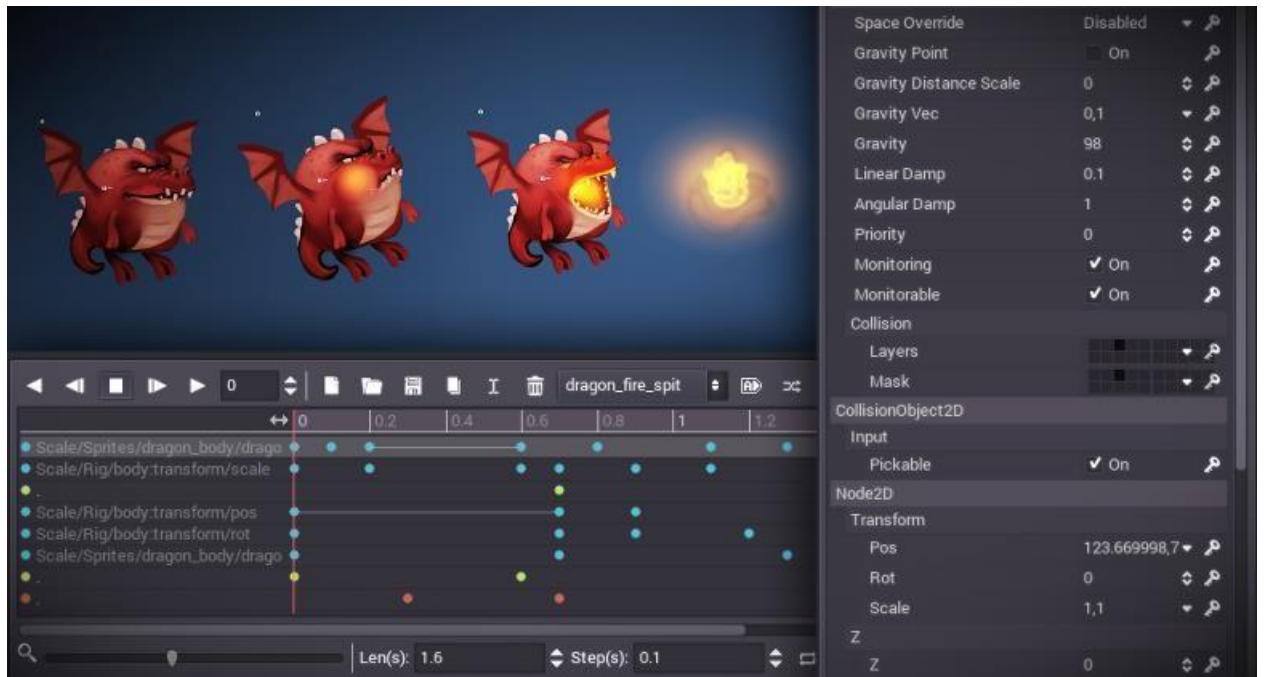 Space Override Disabled
Gravity Point On
Gravity Distance Scale 0
Gravity Vec 0,1
Gravity 98
Linear Damp 0.1
Angular Damp 1
Priority 0
Monitoring On
Monitorable On
Collision
Layers
Mask
CollisionObject2D
Input
Pickable On
Node2D
Transform
Pos 123.669998,7
Rot 0
Scale 1,1
Z
Z 0
0 dragon_fire_spit
0 0.2 0.4 0.6 0.8 1 1.2
Scale/Sprites/dragon_body/drago
Scale/Rig/body:transform/scale
.
Scale/Rig/body:transform/pos
Scale/Rig/body:transform/rot
Scale/Sprites/dragon_body/drago
.
.
Len(s): 1.6 Step(s): 0.1